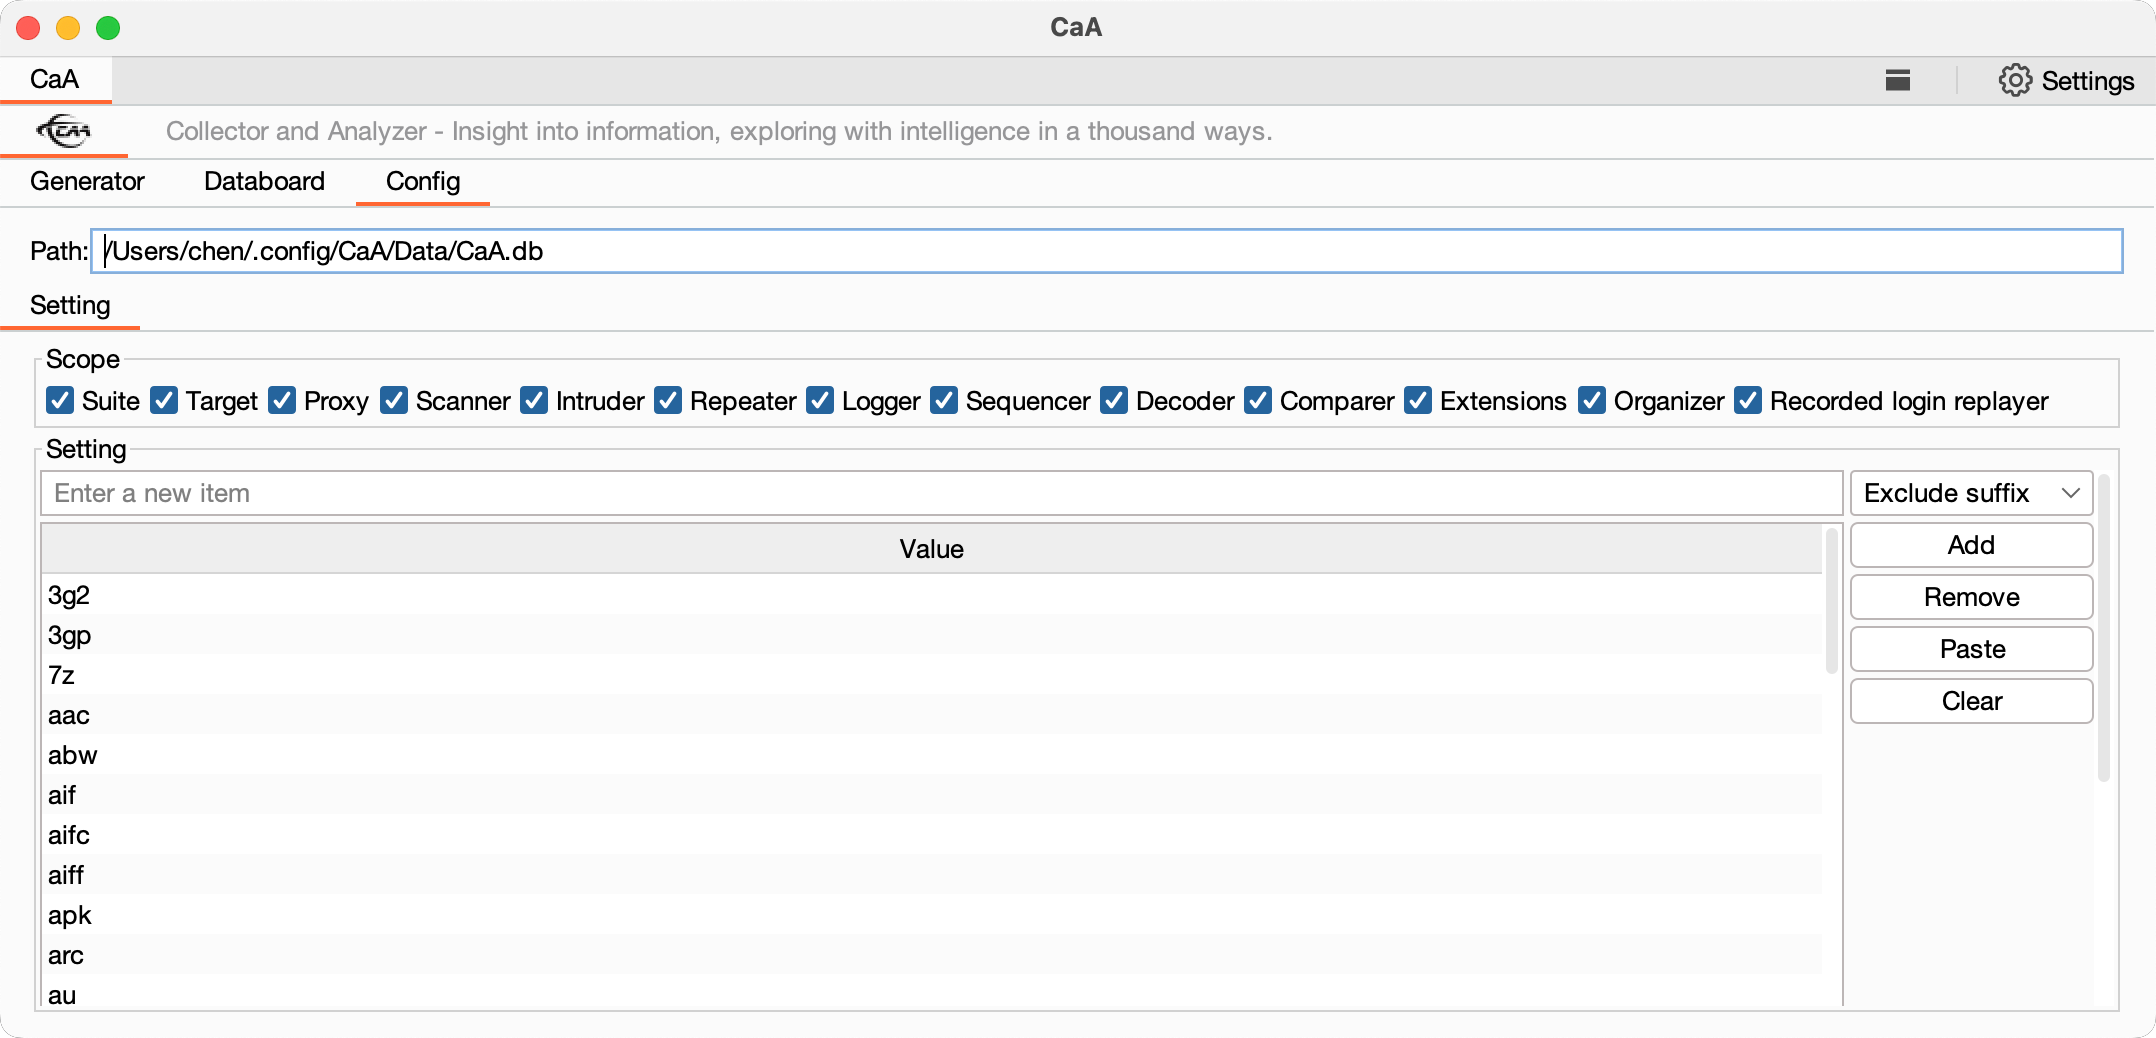 CaA
CaA
Settings
CAA
Collector and Analyzer - Insight into information, exploring with intelligence in a thousand ways.
Generator Databoard Config
Path: /Users/chen/.config/CaA/Data/CaA.db
Setting
Scope
Suite Target Proxy Scanner Intruder Repeater Logger Sequencer Decoder Comparer Extensions Organizer Recorded login replayer
Setting
Enter a new item
Exclude suffix
Value
Add
Remove
Paste
Clear
3g2
3gp
7z
aac
abw
aif
aifc
aiff
apk
arc
au